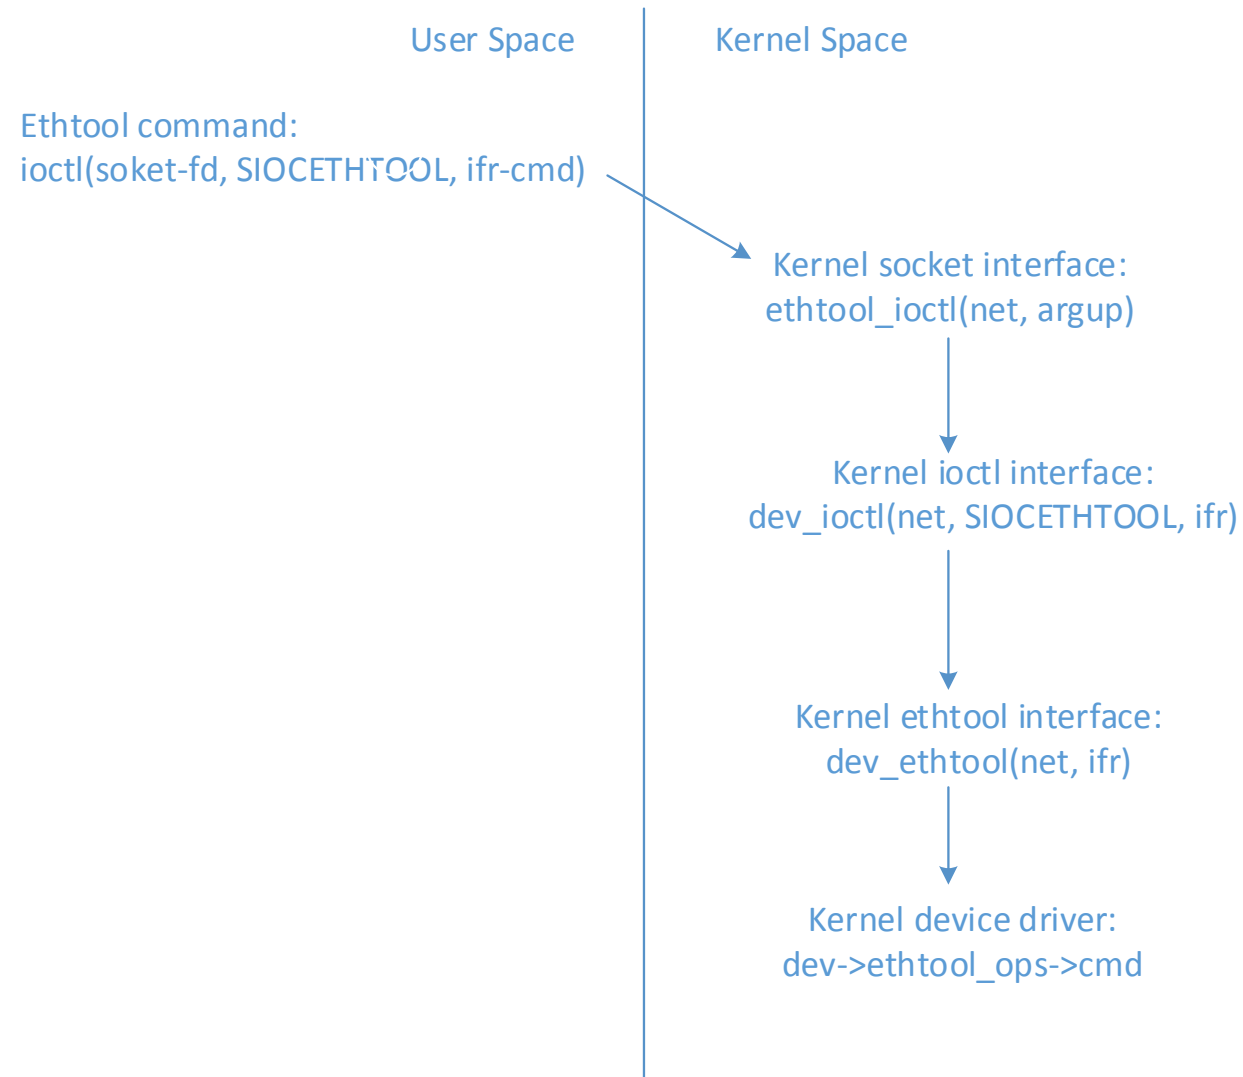 User Space
Kernel Space
Ethtool command:
ioctl(soket-fd, SIOCETHTOOL, ifr-cmd)
Kernel socket interface:
ethtool_ioctl(net, argup)
Kernel ioctl interface:
dev_ioctl(net, SIOCETHTOOL, ifr)
Kernel ethtool interface:
dev_ethtool(net, ifr)
Kernel device driver:
dev->ethtool_ops->cmd